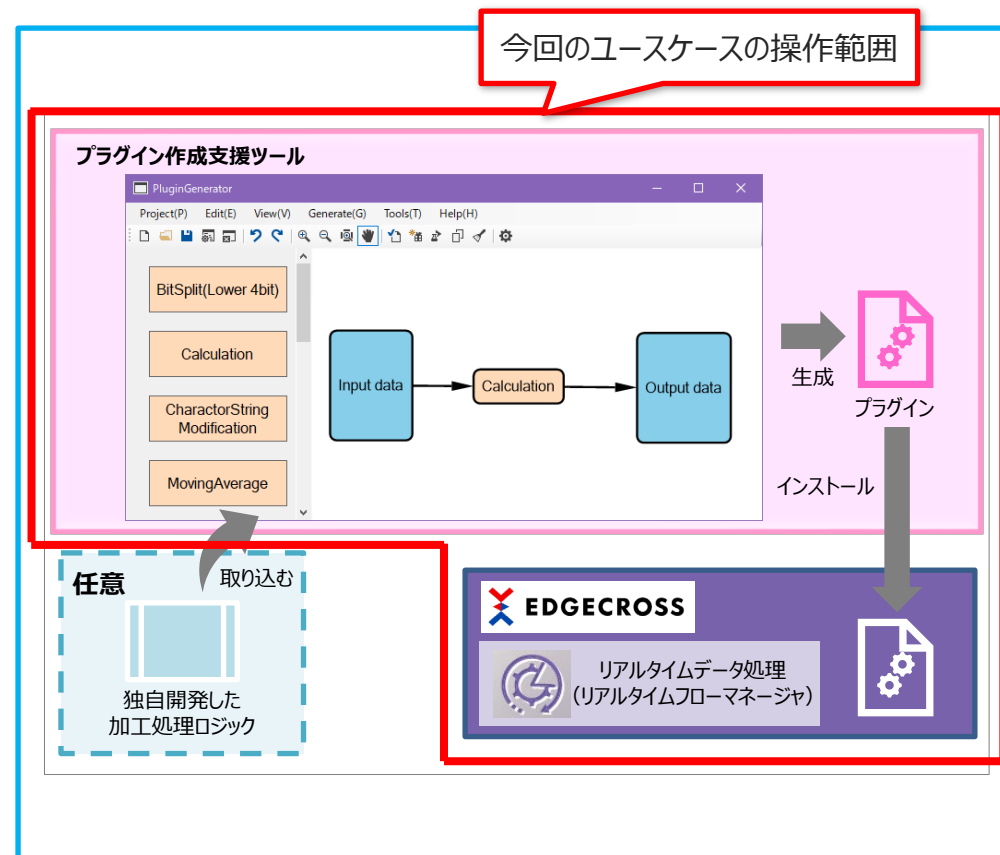 今回のユースケースの操作範囲
プラグイン作成支援ツール
PluginGenerator
Project(P) Edit(E) View(V) Generate(G) Tools(T) Help(H)
BitSplit(Lower 4bit)
Calculation
CharactorString
Modification
MovingAverage
Input data
Calculation
Output data
生成
プラグイン
インストール
任意
取り込む
独自開発した
加工処理ロジック
EDGECROSS
リアルタイムデータ処理
(リアルタイムフローマネージャ)